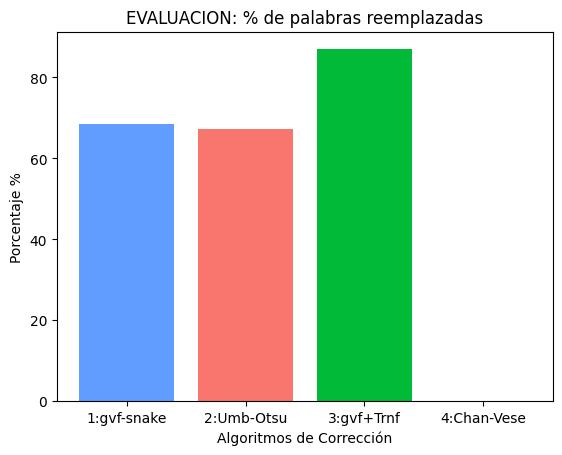 EVALUACION: % de palabras reemplazadas
Porcentaje %
80
60
40
20
0
1:gvf-snake 2:Umb-Otsu 3:gvf+Trnf 4:Chan-Vese
Algoritmos de Corrección